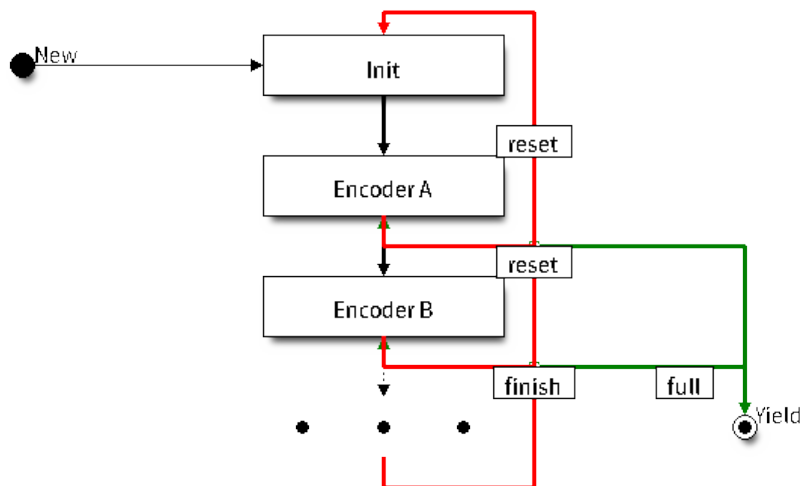 New
Init
reset
Encoder A
reset
Encoder B
finish
full
Yield